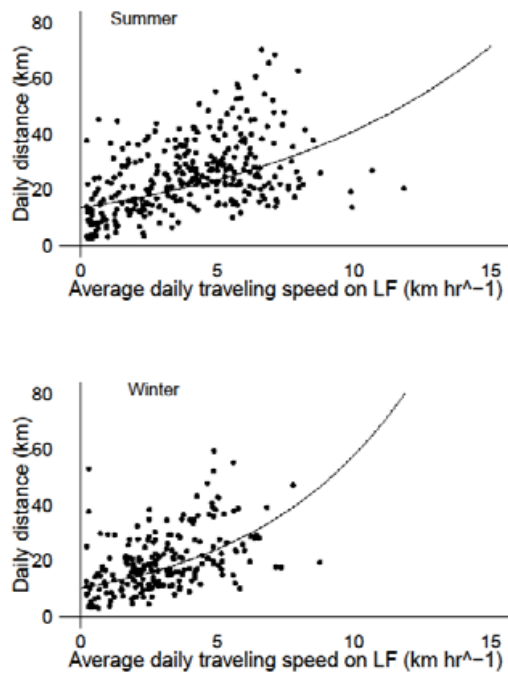 Summer
80
60
40
20
0
Daily distance (km)
0 5 10 15
Average daily traveling speed on LF (km hr^−1)
Winter
80
60
40
20
0
Daily distance (km)
0 5 10 15
Average daily traveling speed on LF (km hr^−1)